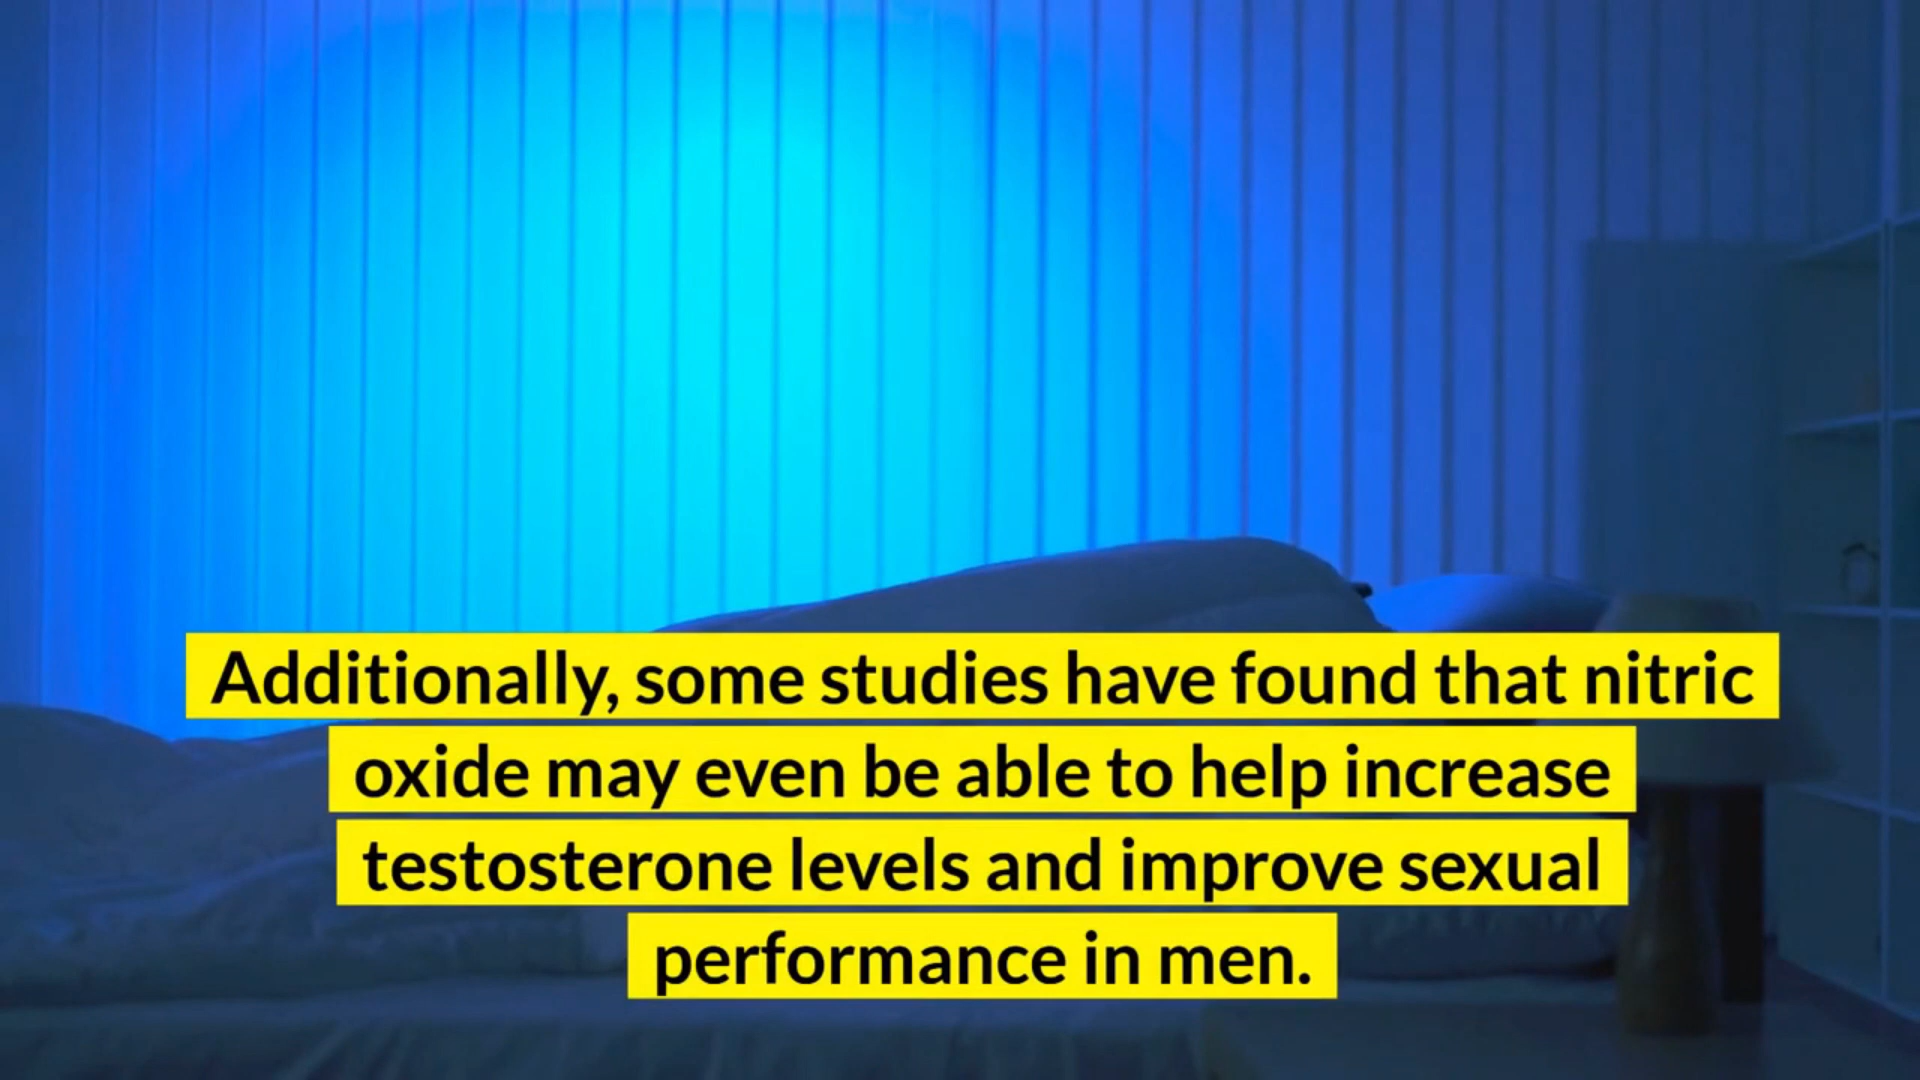 Additionally, some studies have found that nitric
oxide may even be able to help increase
testosterone levels and improve sexual
performance in men.